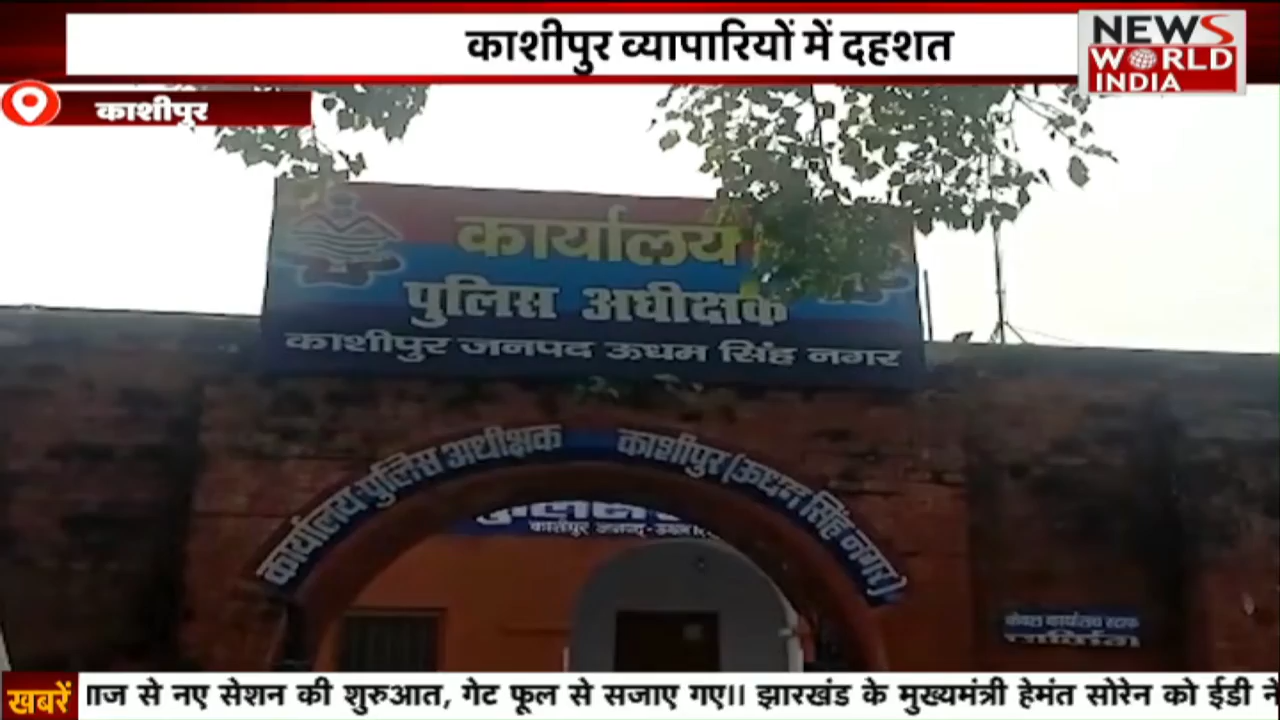 काशीपुर व्यापारियों में दहशत
NEWS
WORLD
INDIA
काशीपुर
कार्यालय
पुलिस अधीक्षक
काशीपुर जनपद ऊधम सिंह नगर
कार्यालय पुलिस अधीक्षक काशीपुर (ऊधम सिंह नगर)
काशीपुर जनपद
पार्किंग
खबरें
ाज से नए सेशन की शुरुआत, गेट फूल से सजाए गए।। झारखंड के मुख्यमंत्री हेमंत सोरेन को ईडी ने